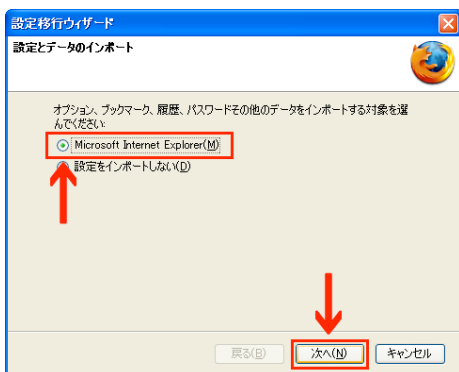 設定移行ウィザード
設定とデータのインポート
オプション、ブックマーク、履歴、パスワードその他のデータをインポートする対象を選
んでください:
Microsoft Internet Explorer(M)
設定をインポートしない(D)
戻る(B)
次へ(N)
キャンセル